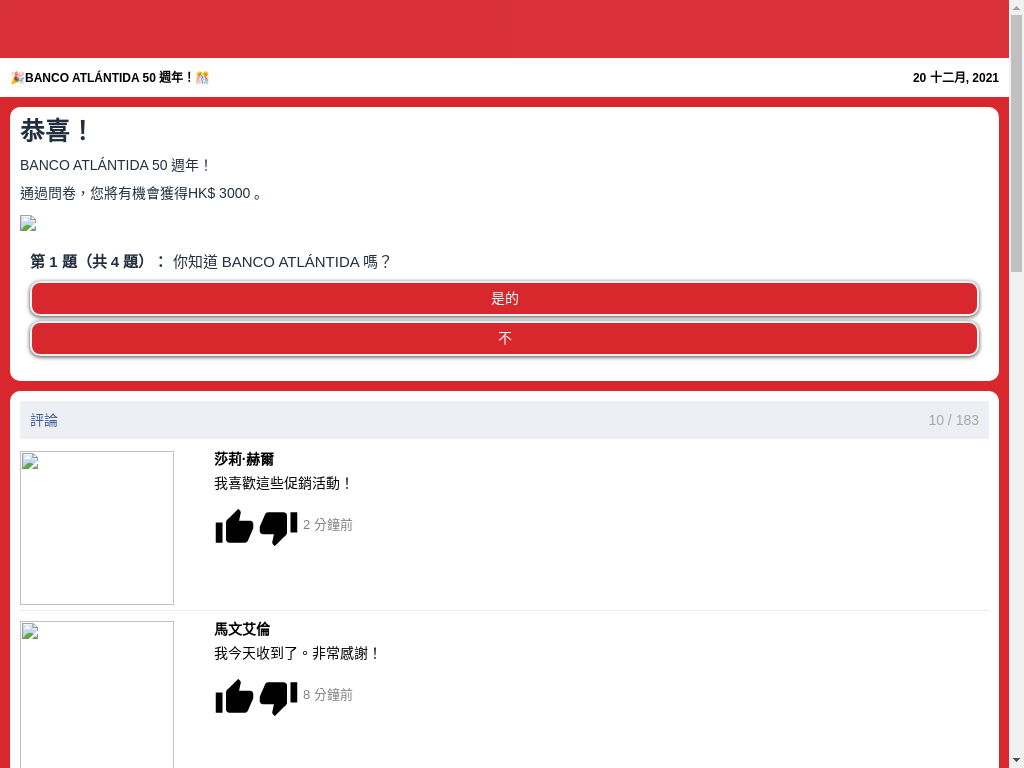 🎉BANCO ATLÁNTIDA 50 週年！🎊
20 十二月, 2021
恭喜！
BANCO ATLÁNTIDA 50 週年！
通過問卷，您將有機會獲得HK$ 3000 。
第 1 題（共 4 題）： 你知道 BANCO ATLÁNTIDA 嗎？
是的
不
評論
10 / 183
莎莉·赫爾
我喜歡這些促銷活動！
2 分鐘前
馬文艾倫
我今天收到了。非常感謝！
8 分鐘前